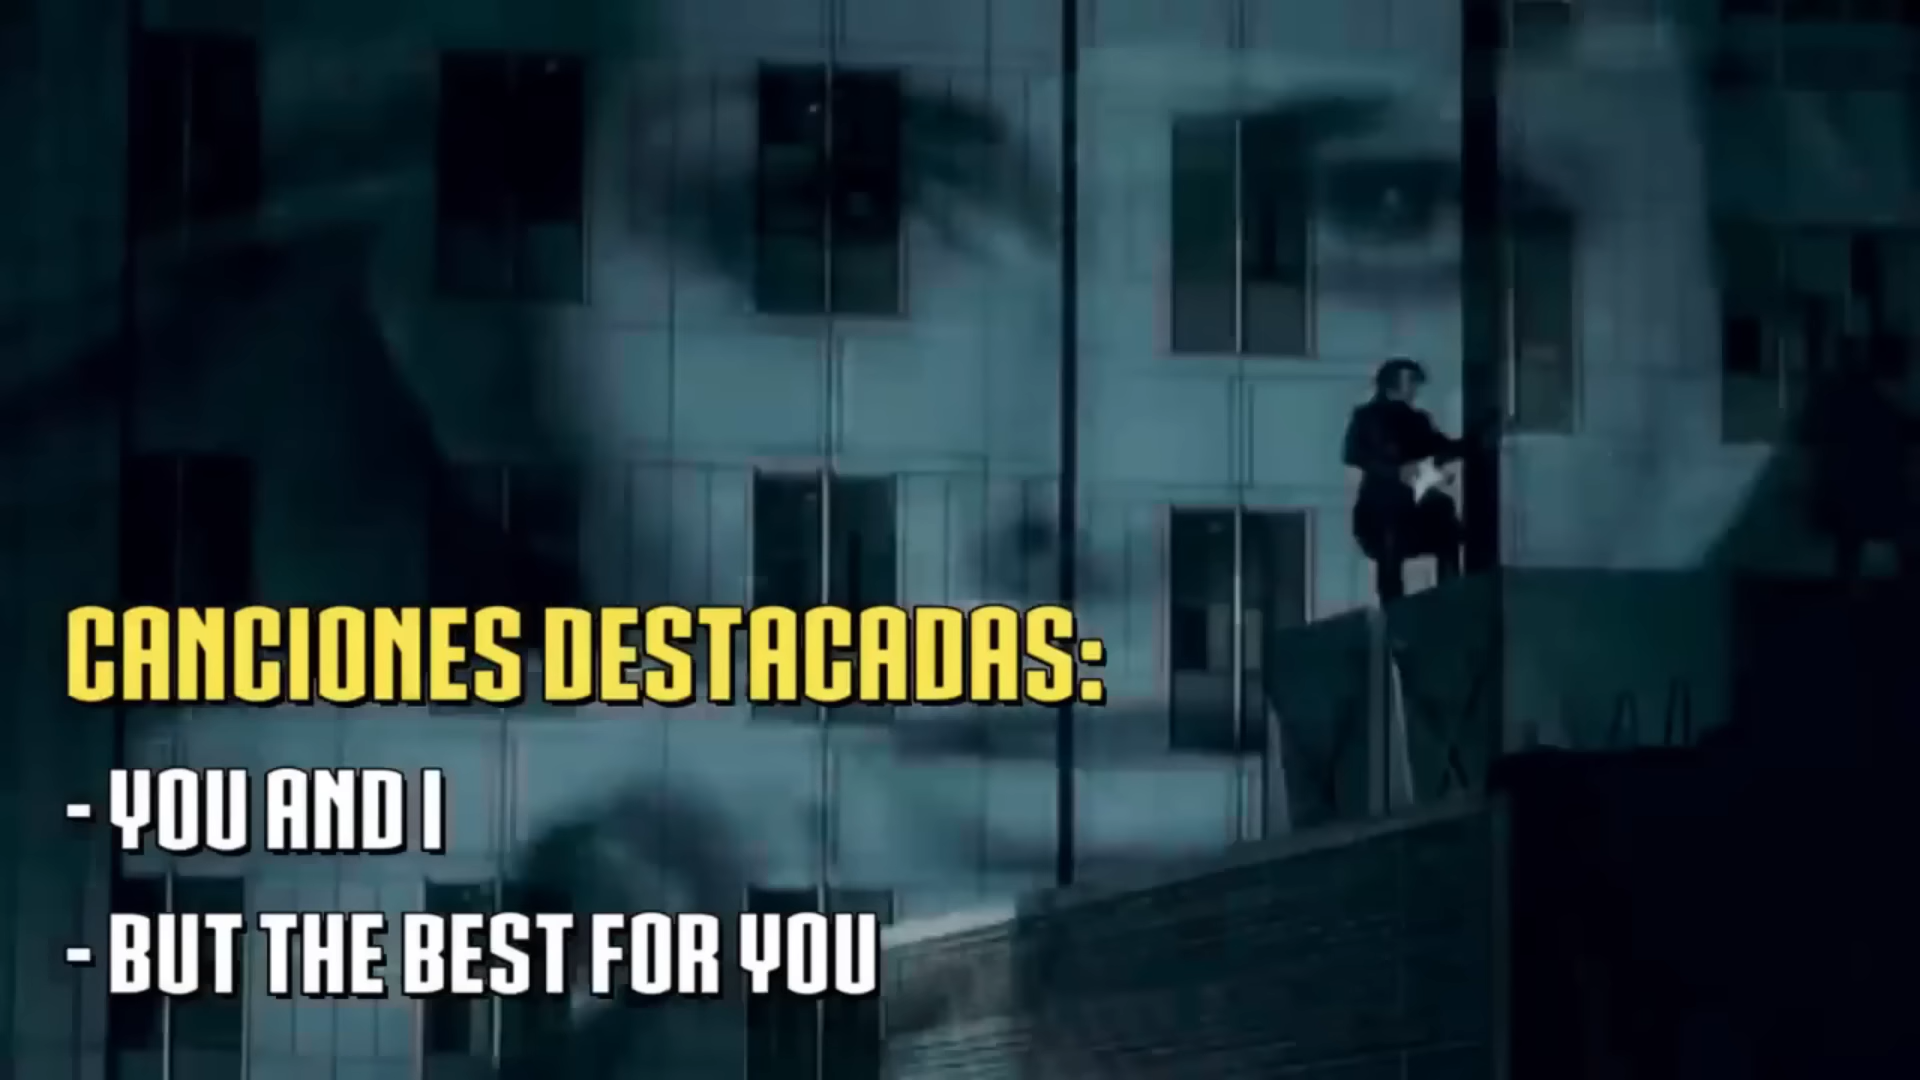 CANCIONES DESTACADAS:
- YOU AND I
- BUT THE BEST FOR YOU